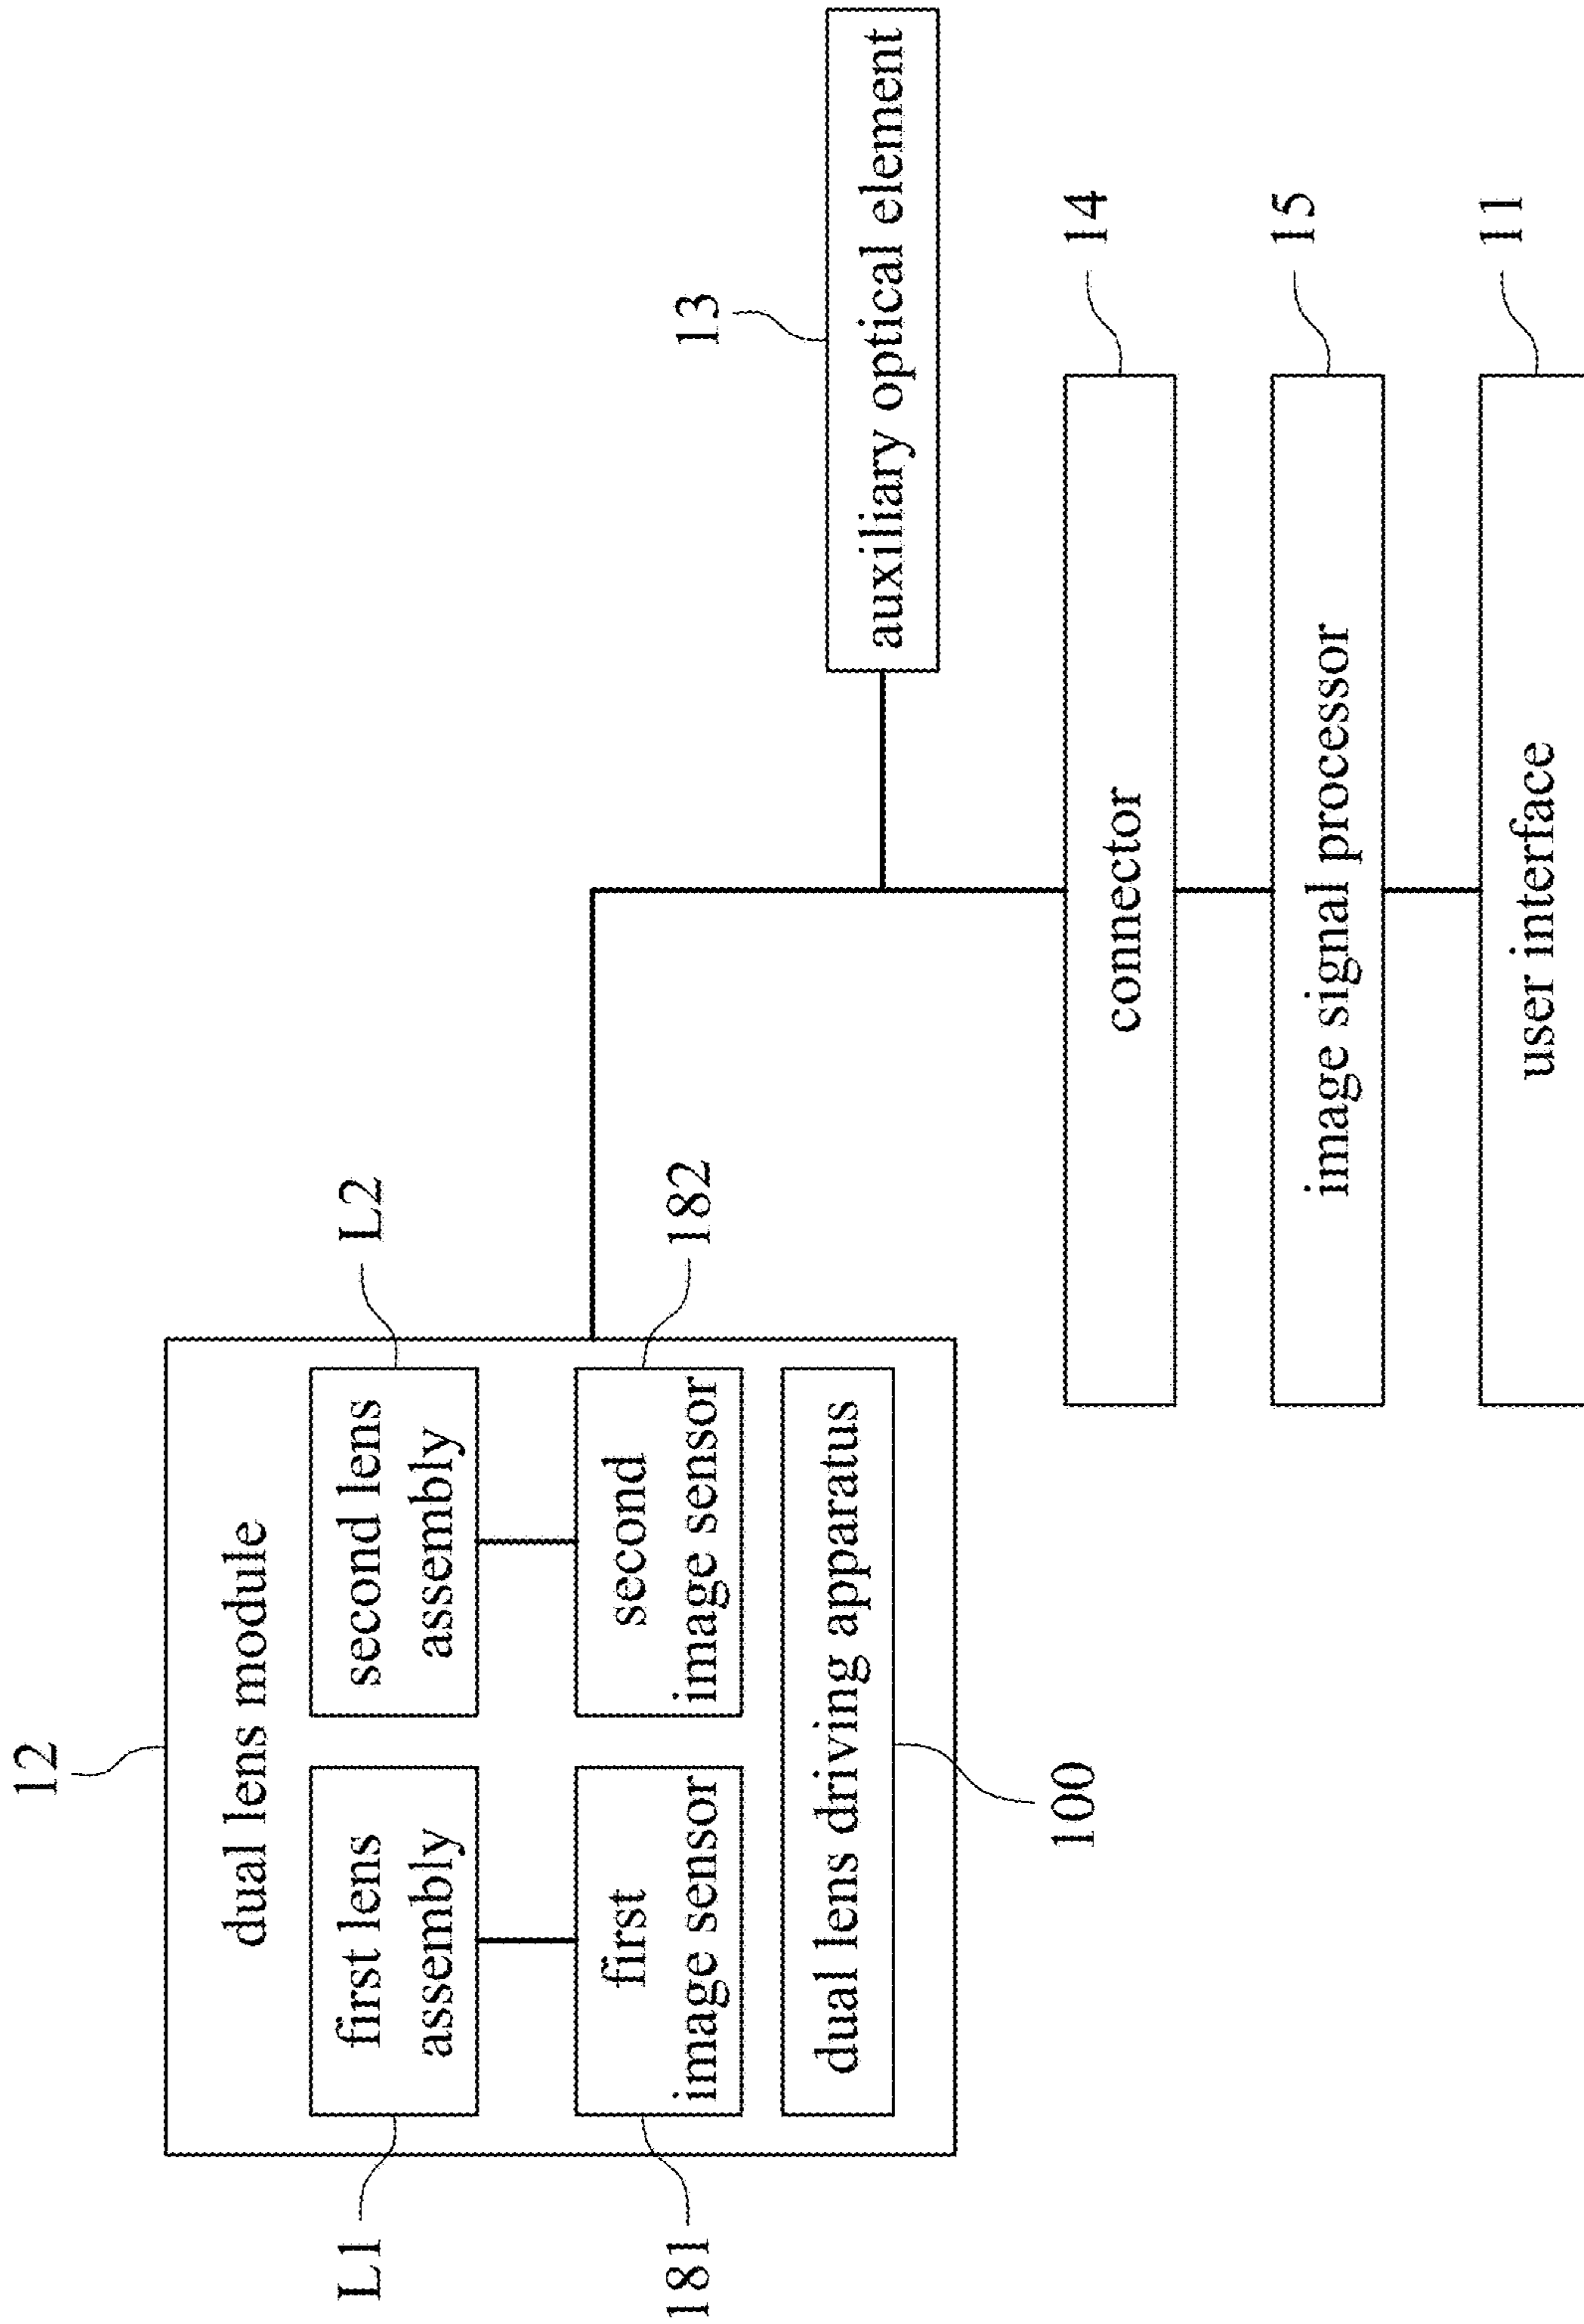 12
dual lens module
L1
first lens
assembly
second lens
assembly
L2
181
first
image sensor
second
image sensor
182
dual lens driving apparatus
100
13
auxiliary optical element
connector
14
image signal processor
15
user interface
11